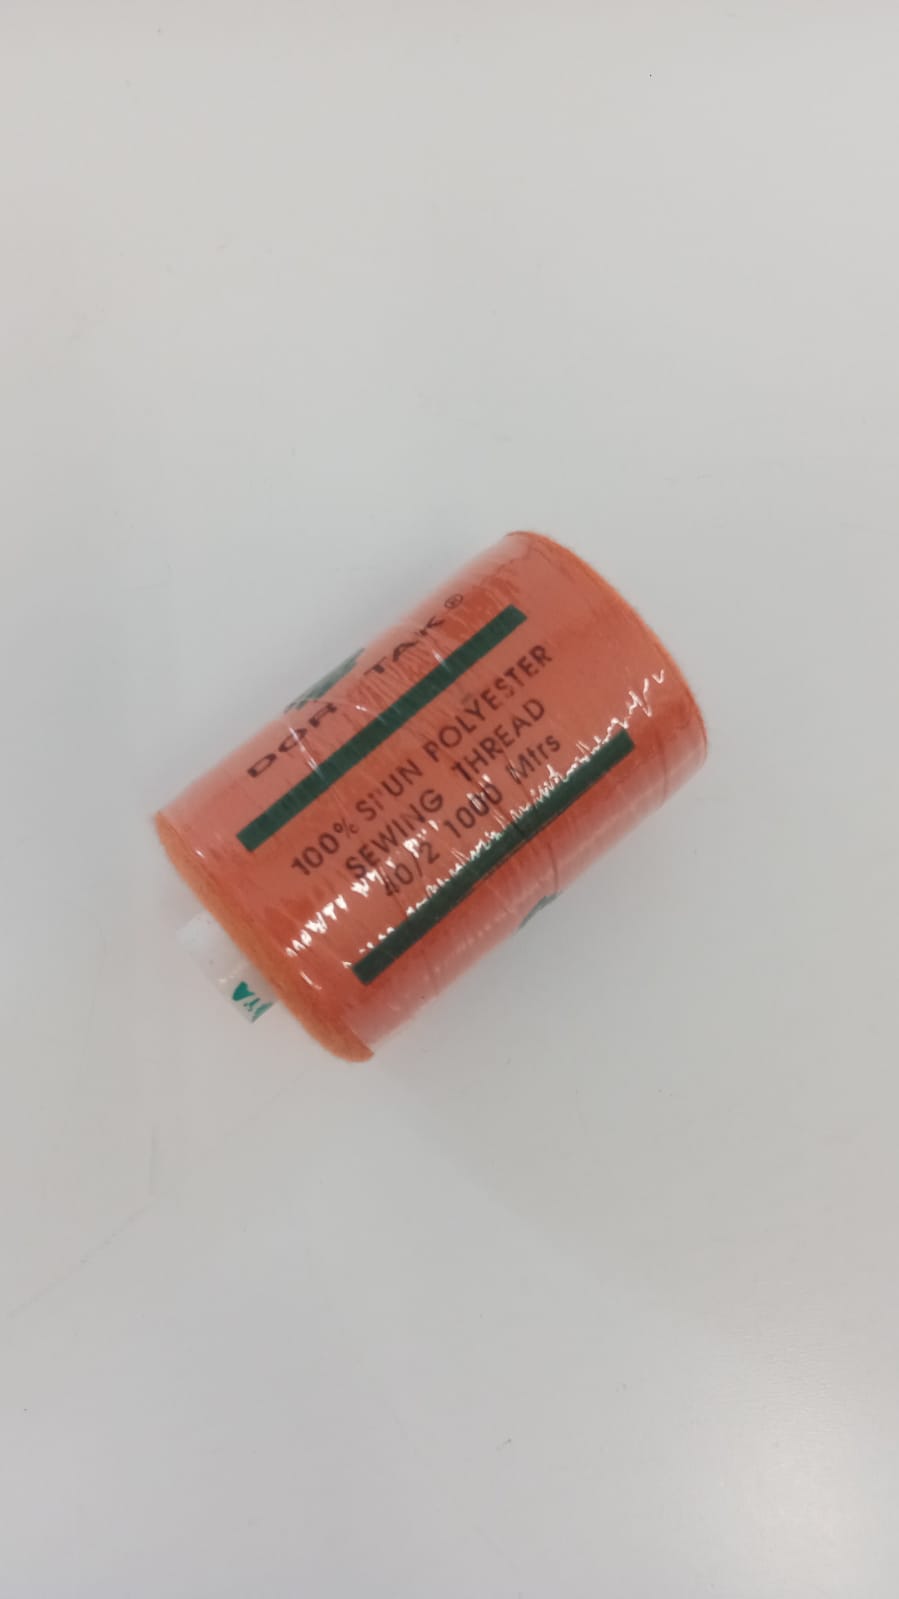 DOR TAK®
100% SPUN POLYESTER
SEWING THREAD
40/2 1000 Mtrs